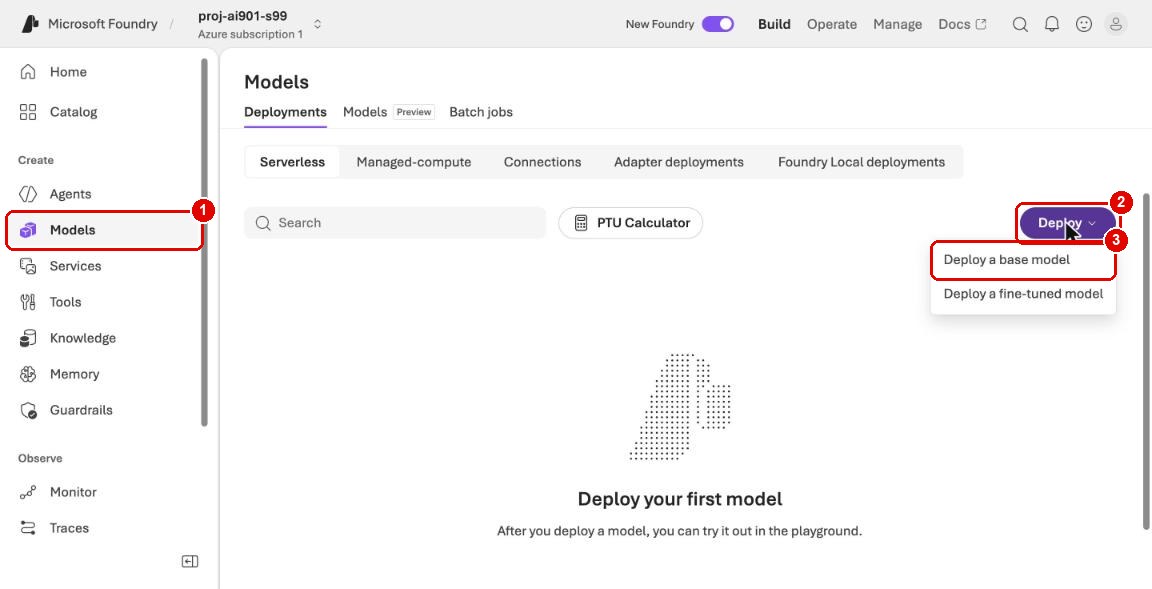 Microsoft Foundry / proj-ai901-s99 New Foundry Build Operate Manage Docs
Azure subscription 1
Home
Catalog
Create
Agents
Models
1
Services
Tools
Knowledge
Memory
Guardrails
Observe
Monitor
Traces
Models
Deployments Models Preview Batch jobs
Serverless Managed-compute Connections Adapter deployments Foundry Local deployments
Search PTU Calculator Deploy
2
3
Deploy a base model
Deploy a fine-tuned model
Deploy your first model
After you deploy a model, you can try it out in the playground.